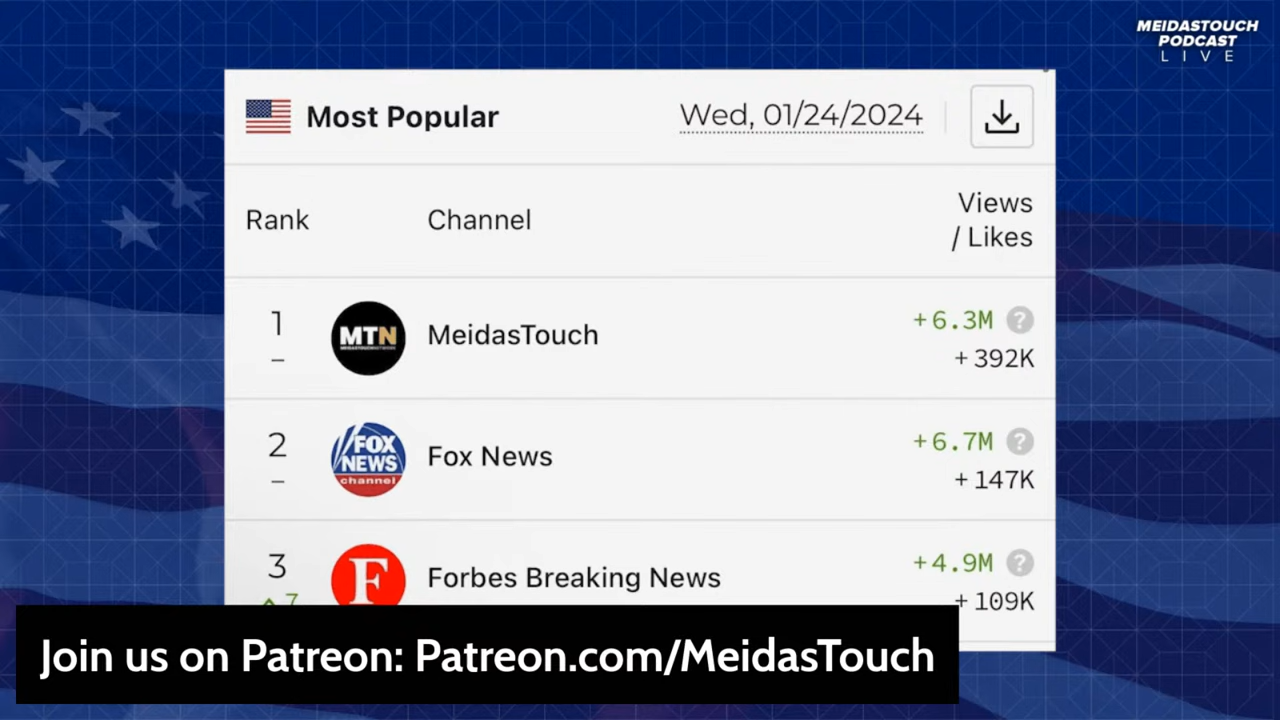 MEIDASTOUCH
PODCAST
LIVE
Most Popular
Wed, 01/24/2024
Rank
Channel
Views
/ Likes
1
–
MTN
MeidasTouch
+6.3M ?
+392K
2
–
FOX
NEWS
channel
Fox News
+6.7M ?
+147K
3
7
F
Forbes Breaking News
+4.9M ?
+109K
Join us on Patreon: Patreon.com/MeidasTouch